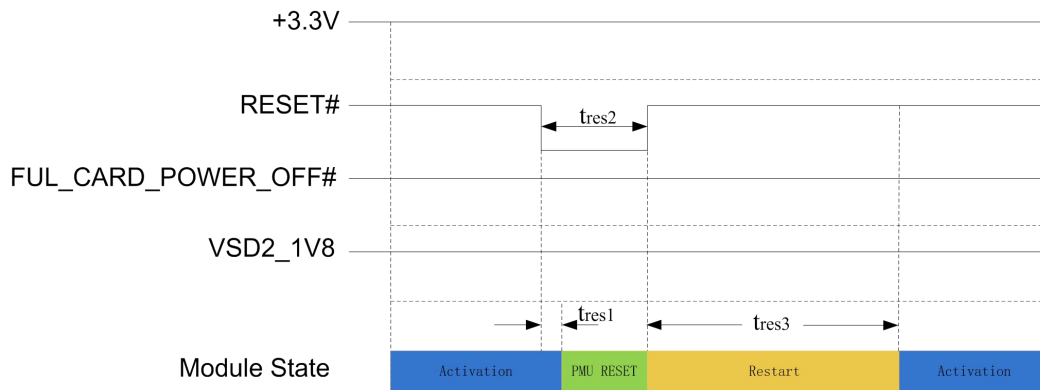 +3.3V
RESET#
tres2
FUL_CARD_POWER_OFF#
VSD2_1V8
tres1
tres3
Module State
Activation
PMU RESET
Restart
Activation